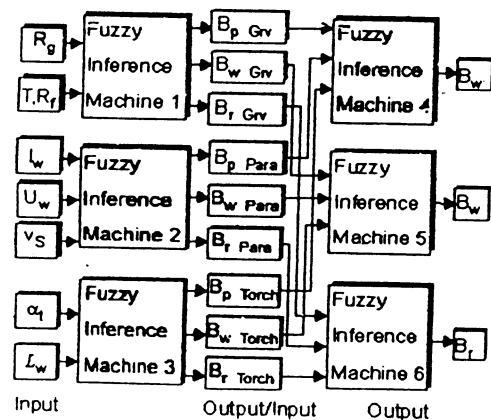 R_g
T,R_f
I_w
U_w
v_S
α_t
L_w
Fuzzy
Inference
Machine 1
Fuzzy
Inference
Machine 2
Fuzzy
Inference
Machine 3
B_p Grv
B_w Grv
B_r Grv
B_p Para
B_w Para
B_r Para
B_p Torch
B_w Torch
B_r Torch
Fuzzy
Inference
Machine 4
Fuzzy
Inference
Machine 5
Fuzzy
Inference
Machine 6
B_w
B_w
B_r
Input
Output/Input
Output